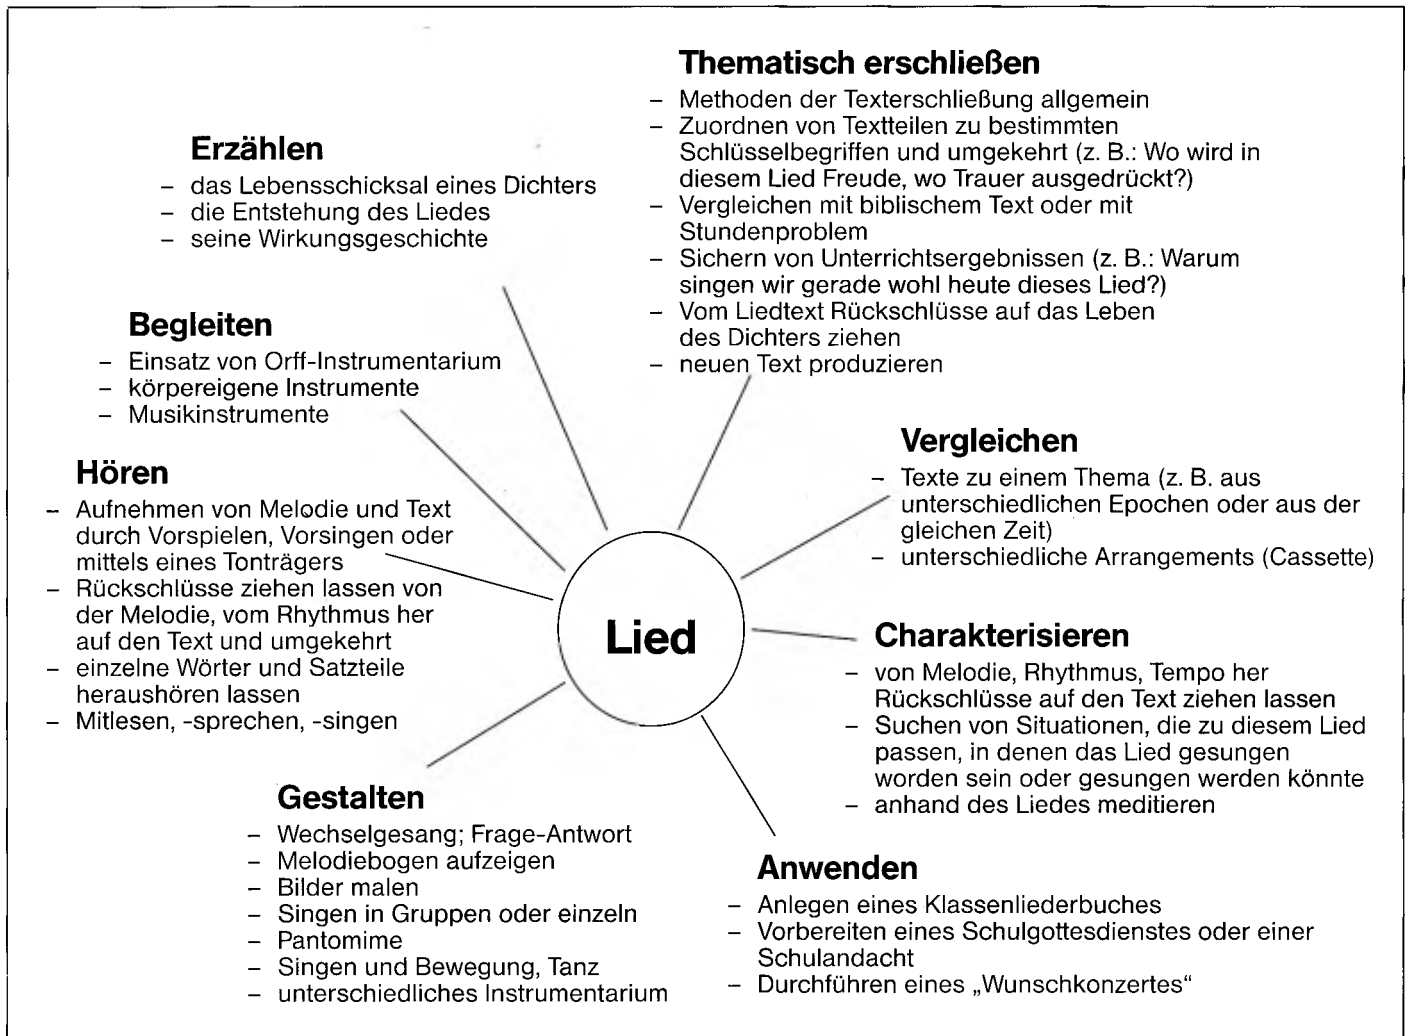 Thematisch erschließen
– Methoden der Texterschließung allgemein
– Zuordnen von Textteilen zu bestimmten
Schlüsselbegriffen und umgekehrt (z. B.: Wo wird in
diesem Lied Freude, wo Trauer ausgedrückt?)
– Vergleichen mit biblischem Text oder mit
Stundenproblem
– Sichern von Unterrichtsergebnissen (z. B.: Warum
singen wir gerade wohl heute dieses Lied?)
– Vom Liedtext Rückschlüsse auf das Leben
des Dichters ziehen
– neuen Text produzieren
Erzählen
– das Lebensschicksal eines Dichters
– die Entstehung des Liedes
– seine Wirkungsgeschichte
Begleiten
– Einsatz von Orff-Instrumentarium
– körpereigene Instrumente
– Musikinstrumente
Hören
– Aufnehmen von Melodie und Text
durch Vorspielen, Vorsingen oder
mittels eines Tonträgers
– Rückschlüsse ziehen lassen von
der Melodie, vom Rhythmus her
auf den Text und umgekehrt
– einzelne Wörter und Satzteile
heraushören lassen
– Mitlesen, -sprechen, -singen
Vergleichen
– Texte zu einem Thema (z. B. aus
unterschiedlichen Epochen oder aus der
gleichen Zeit)
– unterschiedliche Arrangements (Cassette)
Lied
Charakterisieren
– von Melodie, Rhythmus, Tempo her
Rückschlüsse auf den Text ziehen lassen
– Suchen von Situationen, die zu diesem Lied
passen, in denen das Lied gesungen
worden sein oder gesungen werden könnte
– anhand des Liedes meditieren
Gestalten
– Wechselgesang; Frage-Antwort
– Melodiebogen aufzeigen
– Bilder malen
– Singen in Gruppen oder einzeln
– Pantomime
– Singen und Bewegung, Tanz
– unterschiedliches Instrumentarium
Anwenden
– Anlegen eines Klassenliederbuches
– Vorbereiten eines Schulgottesdienstes oder einer
Schulandacht
– Durchführen eines „Wunschkonzertes“